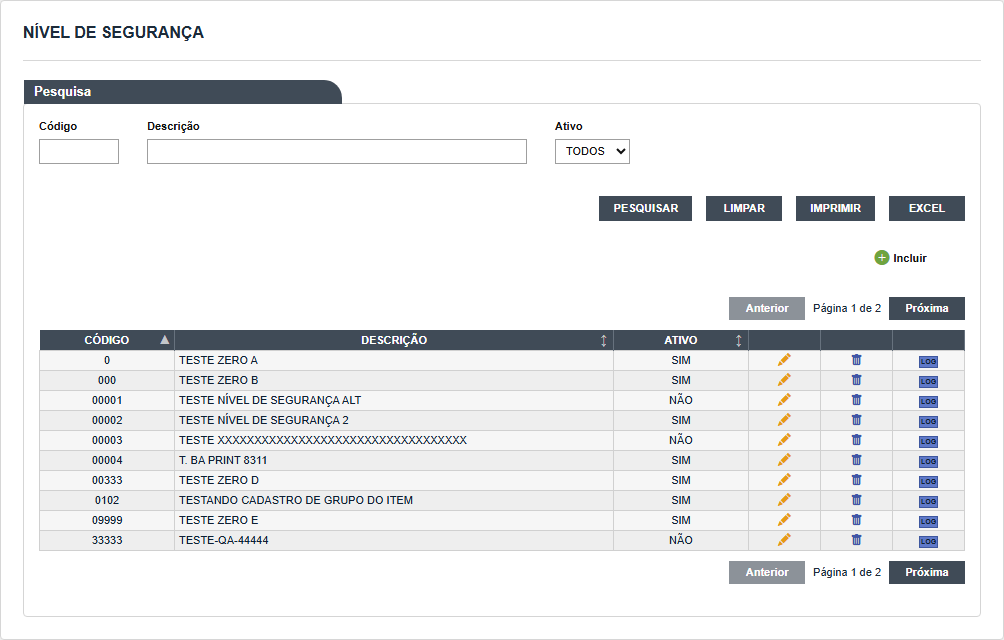 NÍVEL DE SEGURANÇA
Pesquisa
Código Descrição Ativo
TODOS
PESQUISAR LIMPAR IMPRIMIR EXCEL
Incluir
Anterior Página 1 de 2 Próxima
CÓDIGO DESCRIÇÃO ATIVO
0 TESTE ZERO A SIM LOG
000 TESTE ZERO B SIM LOG
00001 TESTE NÍVEL DE SEGURANÇA ALT NÃO LOG
00002 TESTE NÍVEL DE SEGURANÇA 2 SIM LOG
00003 TESTE XXXXXXXXXXXXXXXXXXXXXXXXXXXXXXXXXX NÃO LOG
00004 T. BA PRINT 8311 SIM LOG
00333 TESTE ZERO D SIM LOG
0102 TESTANDO CADASTRO DE GRUPO DO ITEM SIM LOG
09999 TESTE ZERO E SIM LOG
33333 TESTE-QA-44444 NÃO LOG
Anterior Página 1 de 2 Próxima